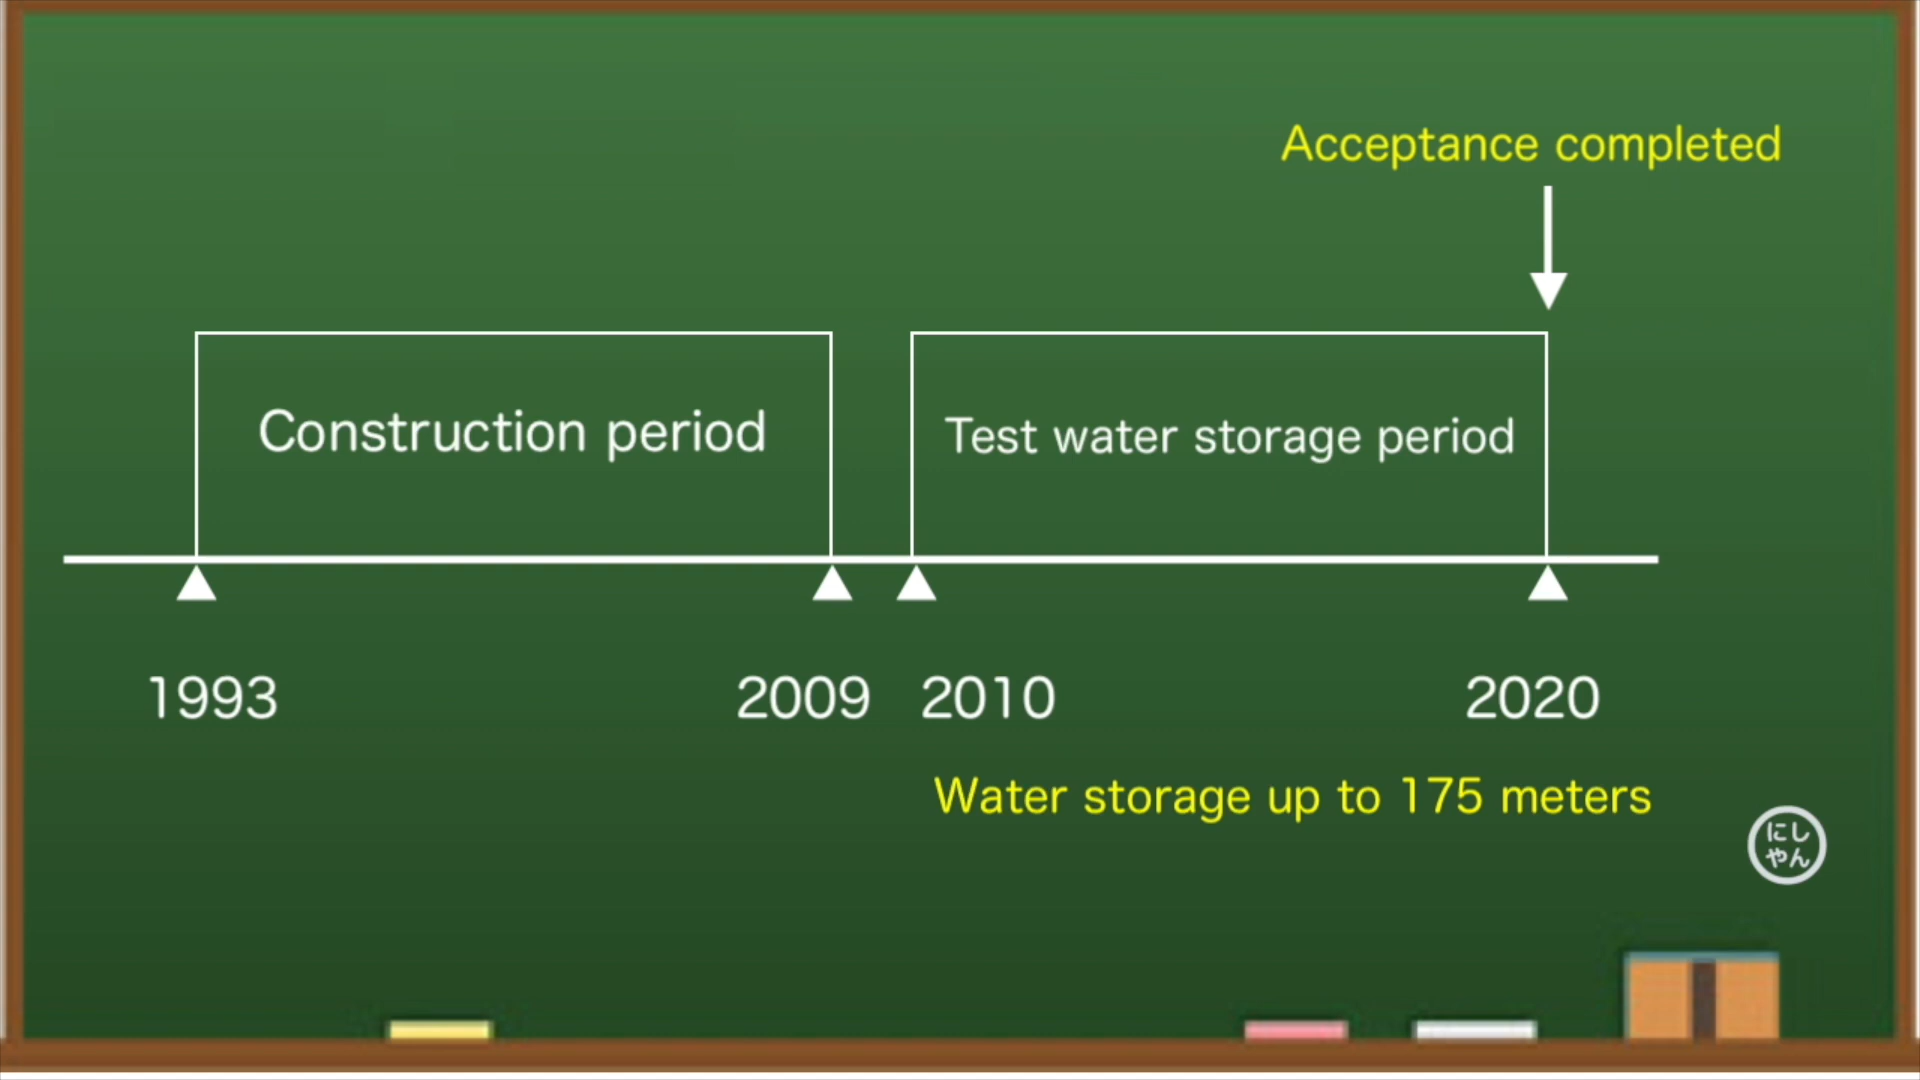 Acceptance completed
Construction period
Test water storage period
1993
2009
2010
2020
Water storage up to 175 meters
にし
やん